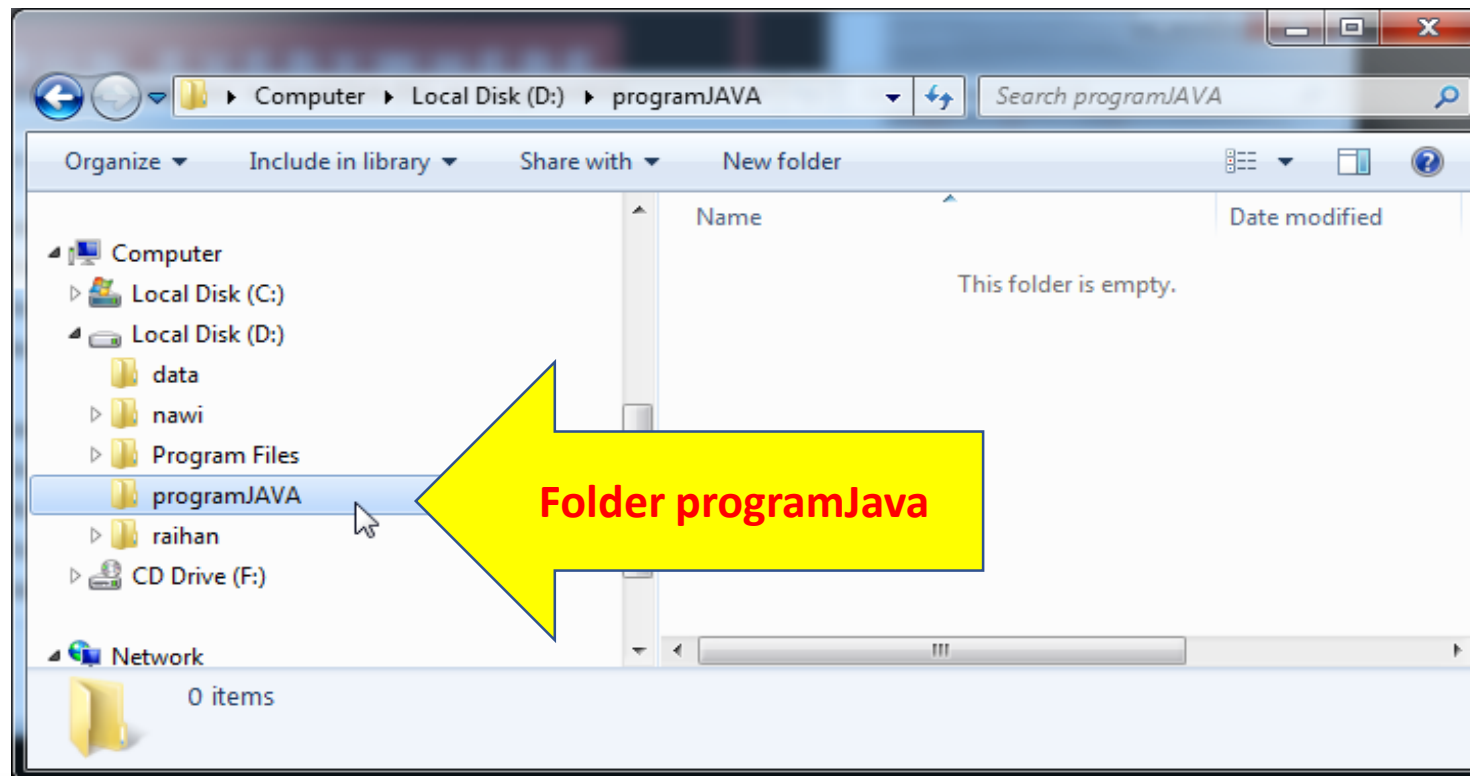 Computer Local Disk (D:) programJAVA Search programJAVA
Organize Include in library Share with New folder
Name Date modified
This folder is empty.
Computer
Local Disk (C:)
Local Disk (D:)
data
nawi
Program Files
programJAVA
raihan
CD Drive (F:)
Network
Folder programJava
0 items